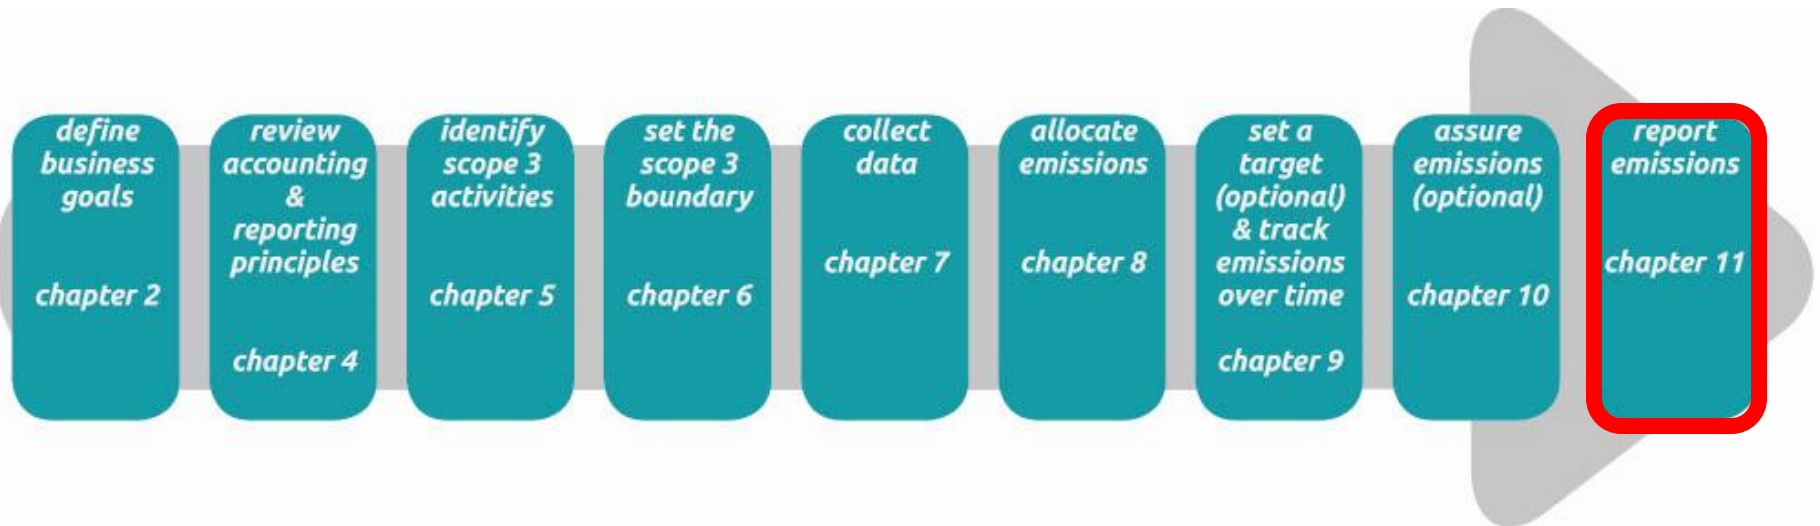 define
business
goals
chapter 2
review
accounting
&
reporting
principles
chapter 4
identify
scope 3
activities
chapter 5
set the
scope 3
boundary
chapter 6
collect
data
chapter 7
allocate
emissions
chapter 8
set a
target
(optional)
& track
emissions
over time
chapter 9
assure
emissions
(optional)
chapter 10
report
emissions
chapter 11